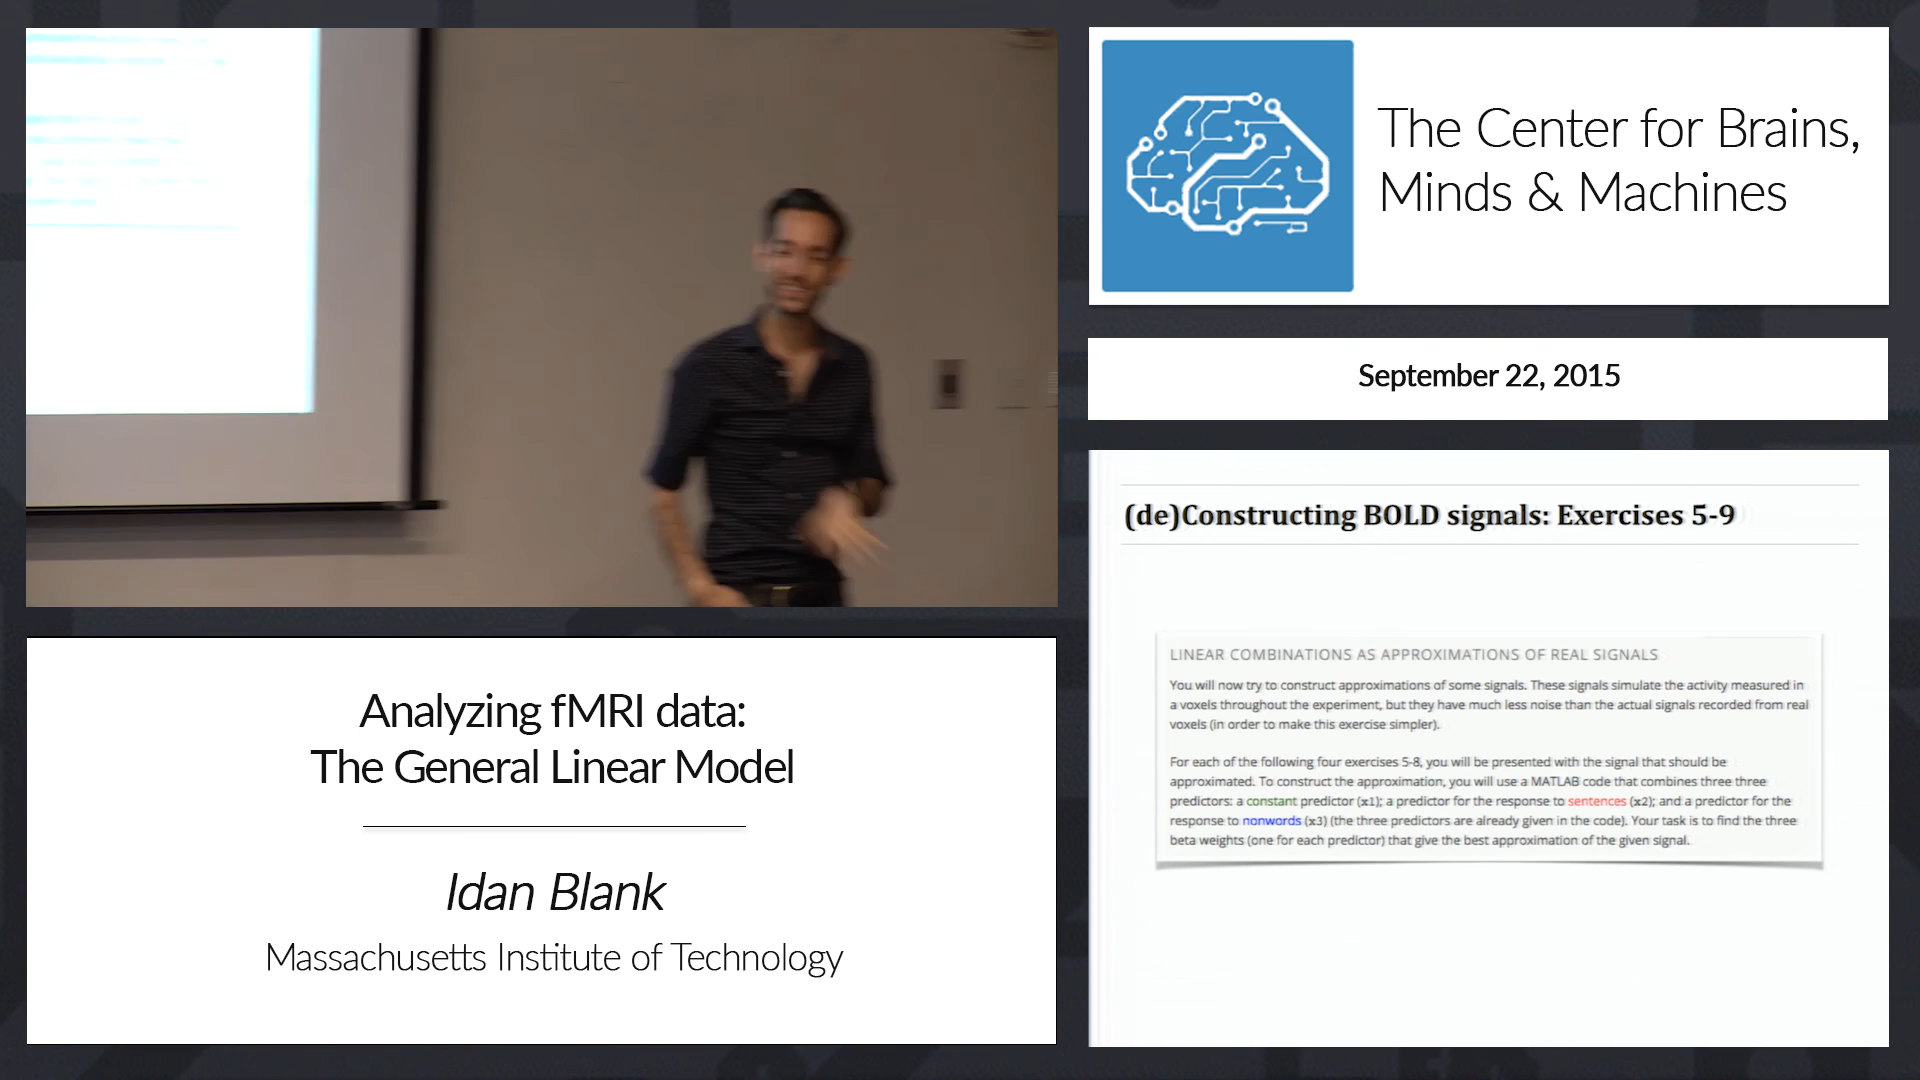 The Center for Brains,
Minds & Machines
September 22, 2015
(de)Constructing BOLD signals: Exercises 5-9
LINEAR COMBINATIONS AS APPROXIMATIONS OF REAL SIGNALS
You will now try to construct approximations of some signals. These signals simulate the activity measured in
a voxels throughout the experiment, but they have much less noise than the actual signals recorded from real
voxels (in order to make this exercise simpler).
For each of the following four exercises 5-8, you will be presented with the signal that should be
approximated. To construct the approximation, you will use a MATLAB code that combines three three
predictors: a constant predictor (x1); a predictor for the response to sentences (x2); and a predictor for the
response to nonwords (x3) (the three predictors are already given in the code). Your task is to find the three
beta weights (one for each predictor) that give the best approximation of the given signal.
Analyzing fMRI data:
The General Linear Model
Idan Blank
Massachusetts Institute of Technology